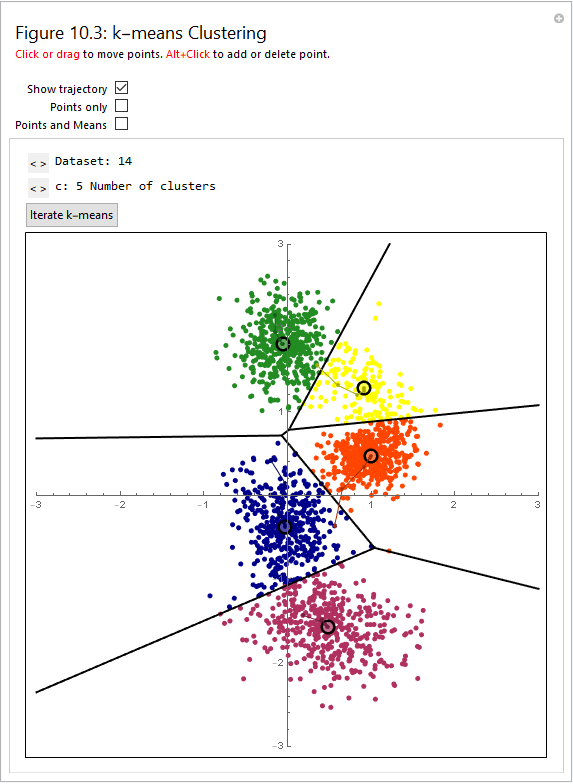 Figure 10.3: k−means Clustering
Click or drag to move points. Alt+Click to add or delete point.
Show trajectory
Points only
Points and Means
< > Dataset: 14
< > c: 5 Number of clusters
Iterate k−means
3
1
−3 −2 −1 1 2 3
−2
−3